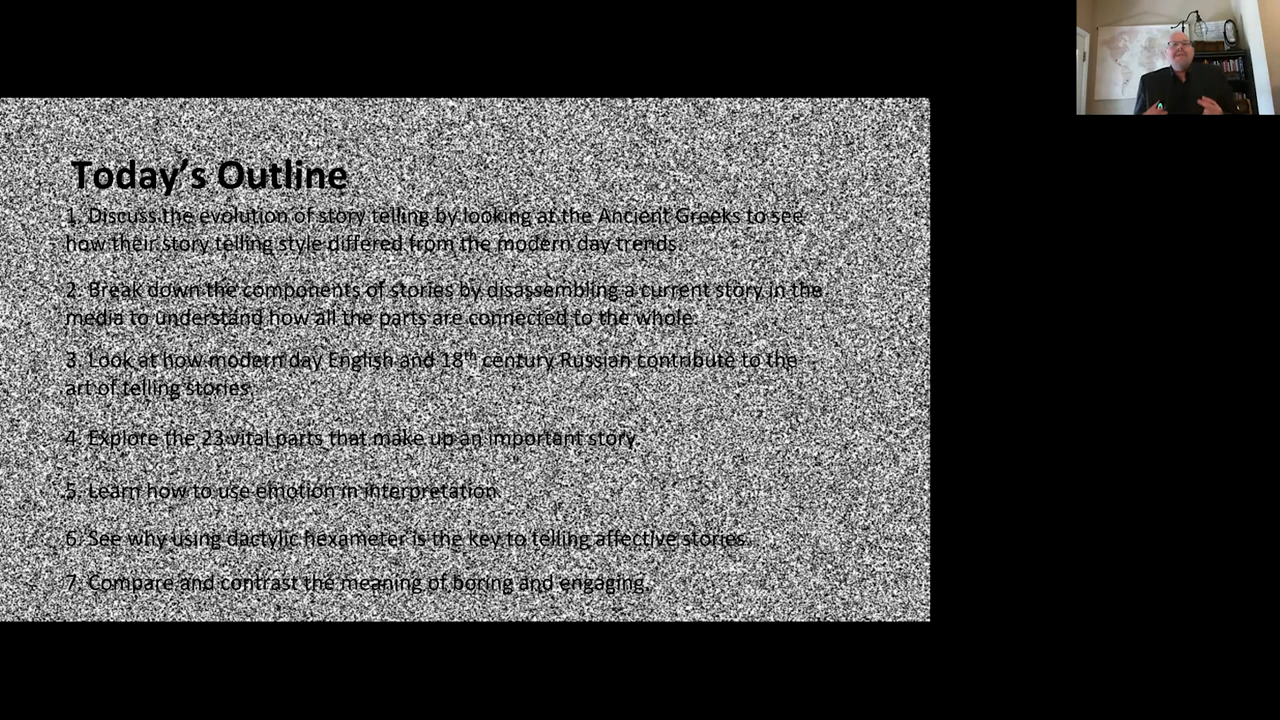 Today's Outline
1. Discuss the evolution of story telling by looking at the Ancient Greeks to see
how their story telling style differed from the modern day trends.
2. Break down the components of stories by disassembling a current story in the
media to understand how all the parts are connected to the whole.
3. Look at how modern day English and 18th century Russian contribute to the
art of telling stories.
4. Explore the 23 vital parts that make up an important story.
5. Learn how to use emotion in interpretation.
6. See why using dactylic hexameter is the key to telling affective stories.
7. Compare and contrast the meaning of boring and engaging.